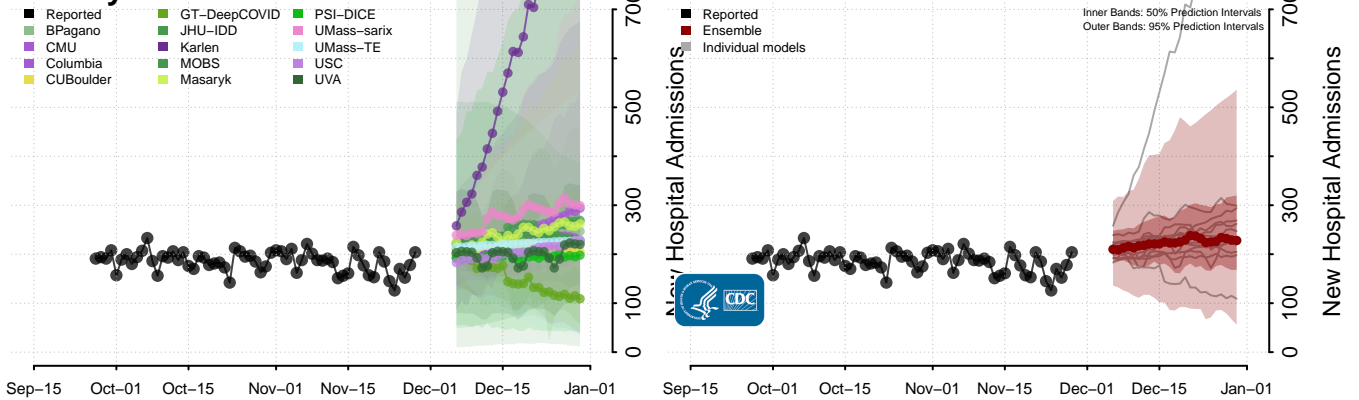 Reported
BPagano
CMU
Columbia
CUBoulder
GT−DeepCOVID
JHU−IDD
Karlen
MOBS
Masaryk
PSI−DICE
UMass−sarix
UMass−TE
USC
UVA
700
500
300
100
0
New Hospital Admissions
Sep−15
Oct−01
Oct−15
Nov−01
Nov−15
Dec−01
Dec−15
Jan−01
Reported
Ensemble
Individual models
Inner Bands: 50% Prediction Intervals
Outer Bands: 95% Prediction Intervals
CDC
700
500
300
100
0
New Hospital Admissions
Sep−15
Oct−01
Oct−15
Nov−01
Nov−15
Dec−01
Dec−15
Jan−01